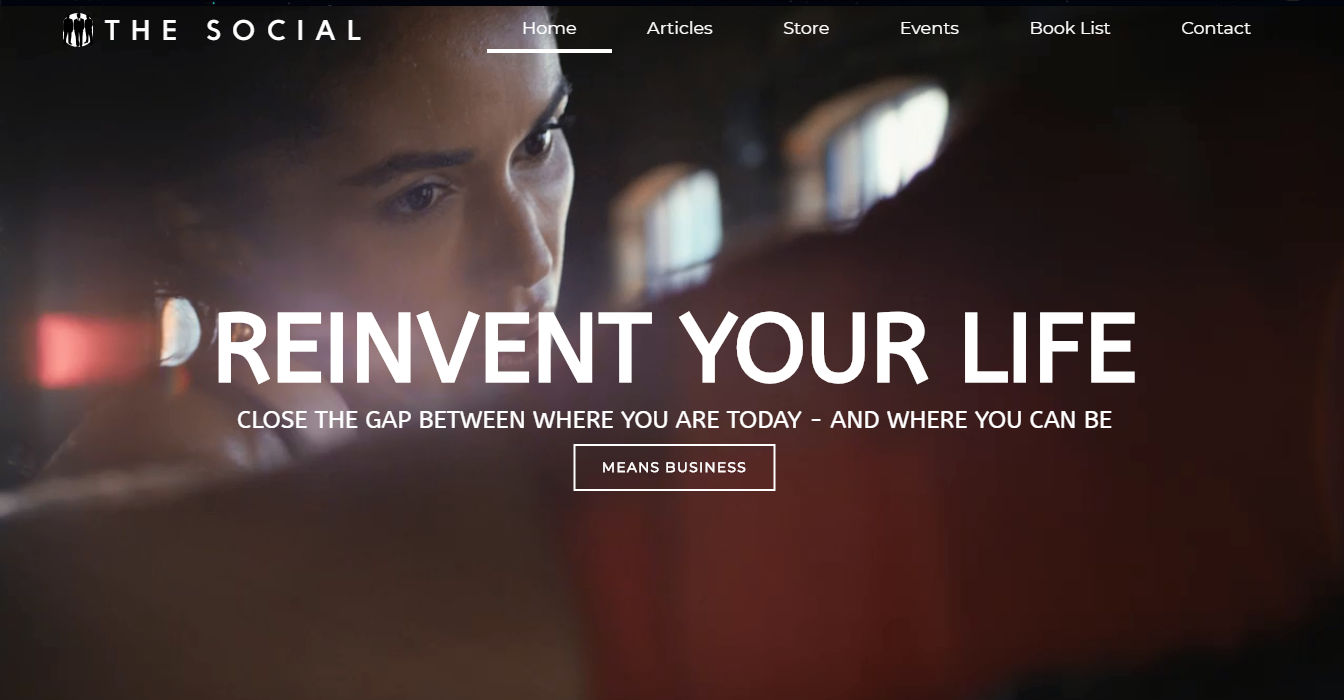 THE SOCIAL
Home Articles Store Events Book List Contact
REINVENT YOUR LIFE
CLOSE THE GAP BETWEEN WHERE YOU ARE TODAY - AND WHERE YOU CAN BE
MEANS BUSINESS